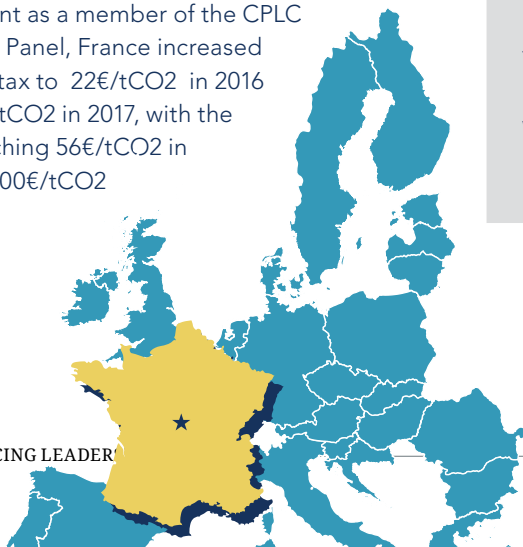 nt as a member of the CPLC
Panel, France increased
tax to 22€/tCO2 in 2016
tCO2 in 2017, with the
hing 56€/tCO2 in
00€/tCO2
CING LEADER